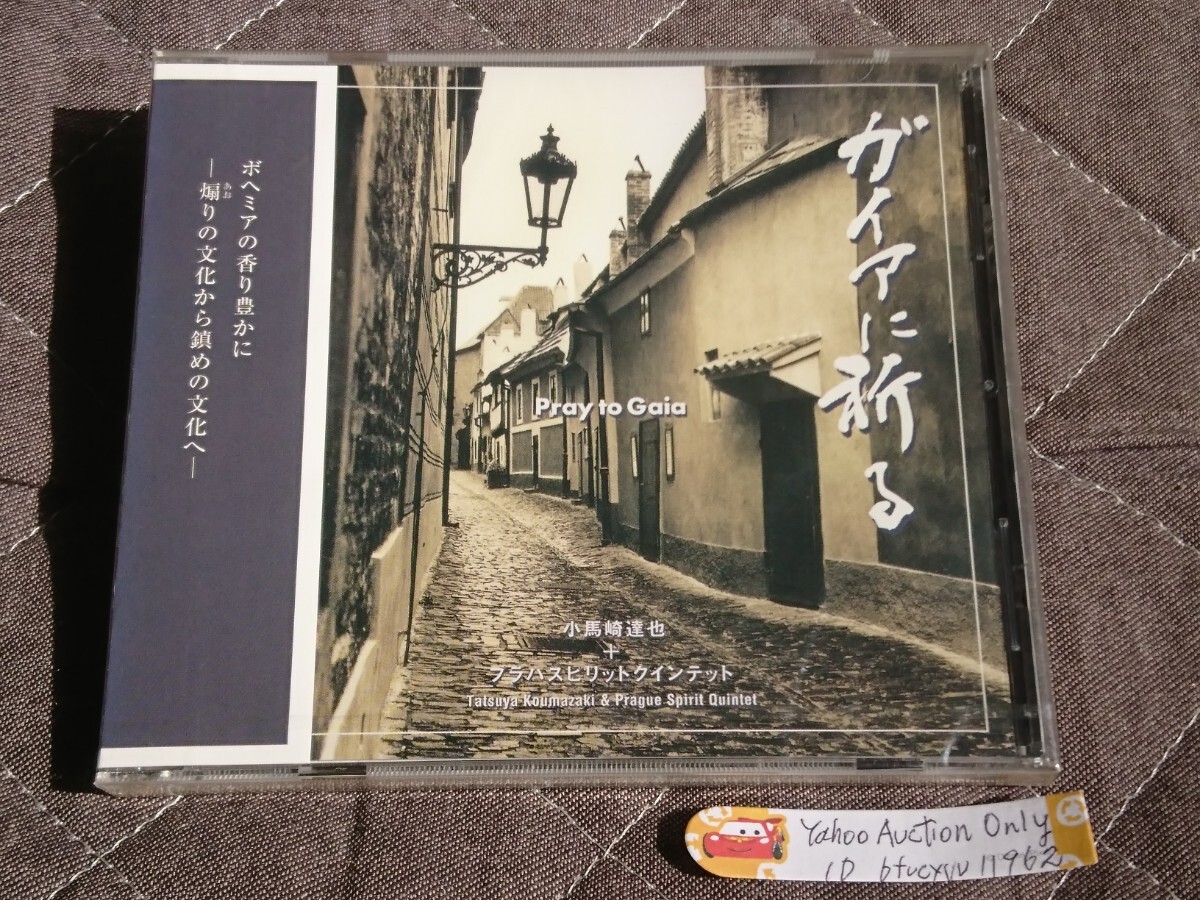 ボヘミアの香り豊かに
―煽りの文化から鎮めの文化へ―
あお
ガイアに祈る
Pray to Gaia
小馬崎達也
+
プラハスピリットクインテット
Tatsuya Koumazaki & Prague Spirit Quintet
Yahoo Auction Only
ID